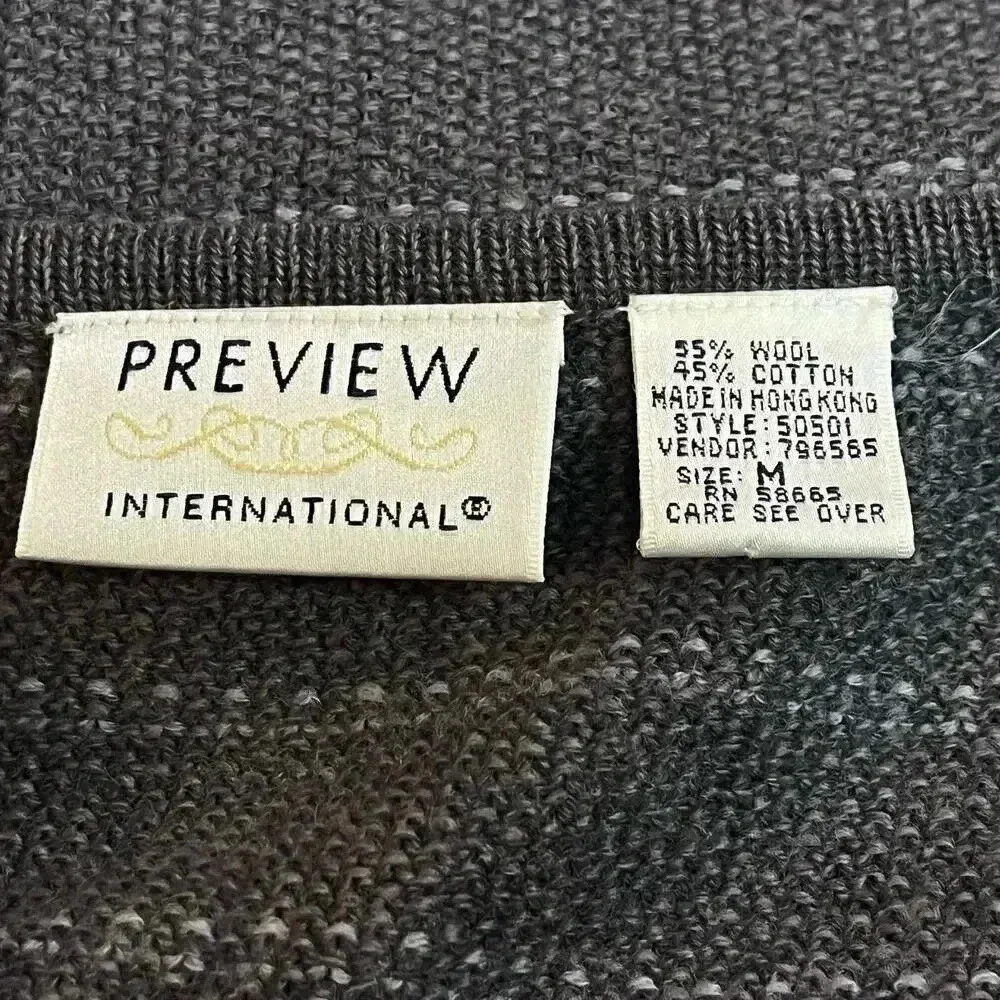 PREVIEW
INTERNATIONAL®
55% WOOL
45% COTTON
MADE IN HONG KONG
STYLE: 50501
VENDOR: 796565
SIZE: M
RN 58665
CARE SEE OVER